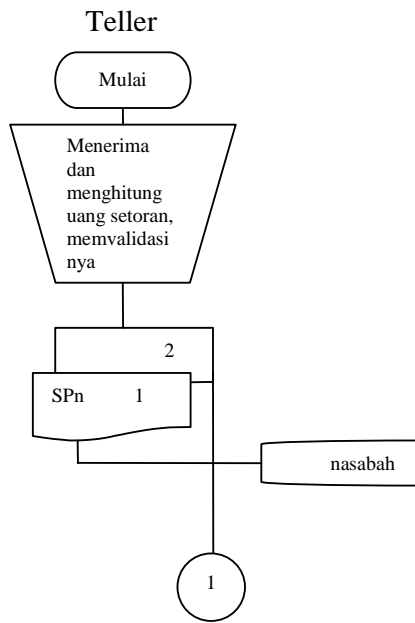 Teller
Mulai
Menerima
dan
menghitung
uang setoran,
memvalidasi
nya
2
SPn 1
nasabah
1